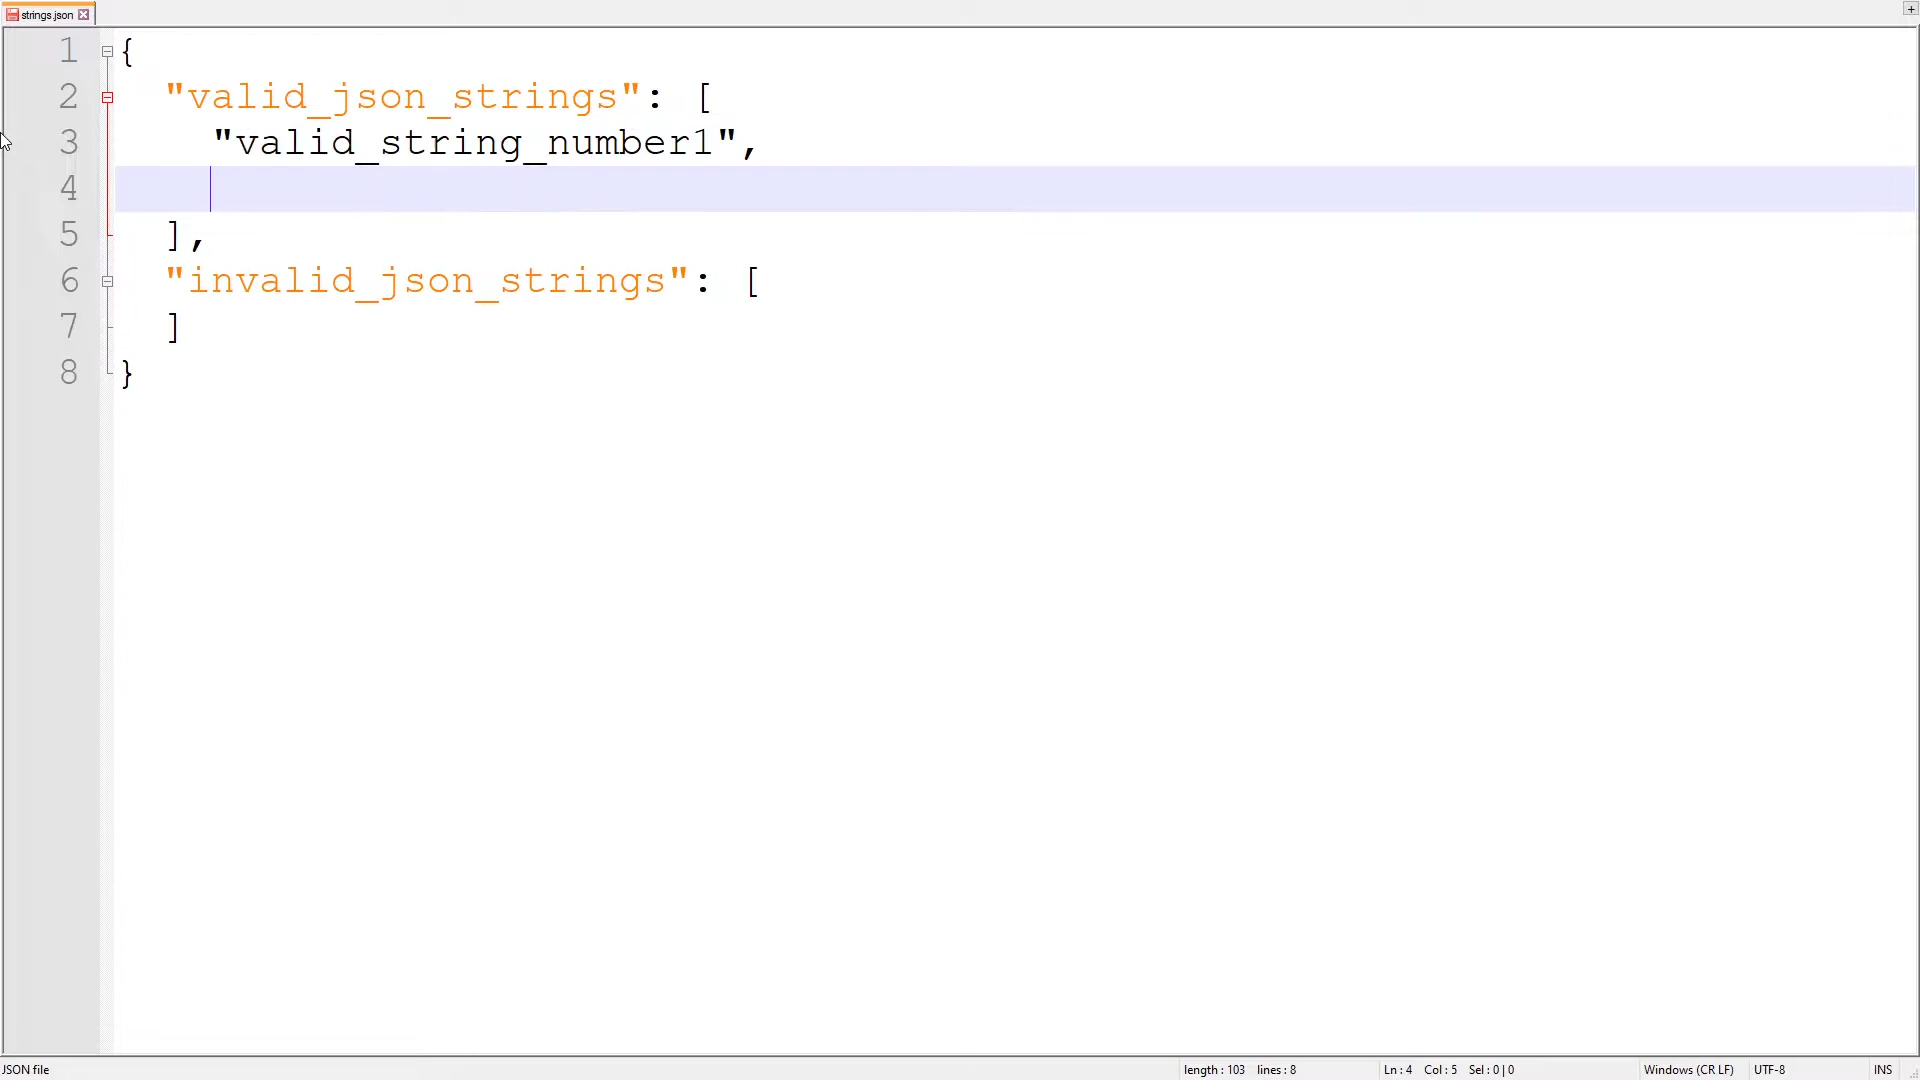 strings.json
1 {
2 "valid_json_strings": [
3 "valid_string_number1",
4
5 ],
6 "invalid_json_strings": [
7 ]
8 }
JSON file length : 103 lines : 8 Ln : 4 Col : 5 Sel : 0 | 0 Windows (CR LF) UTF-8 INS